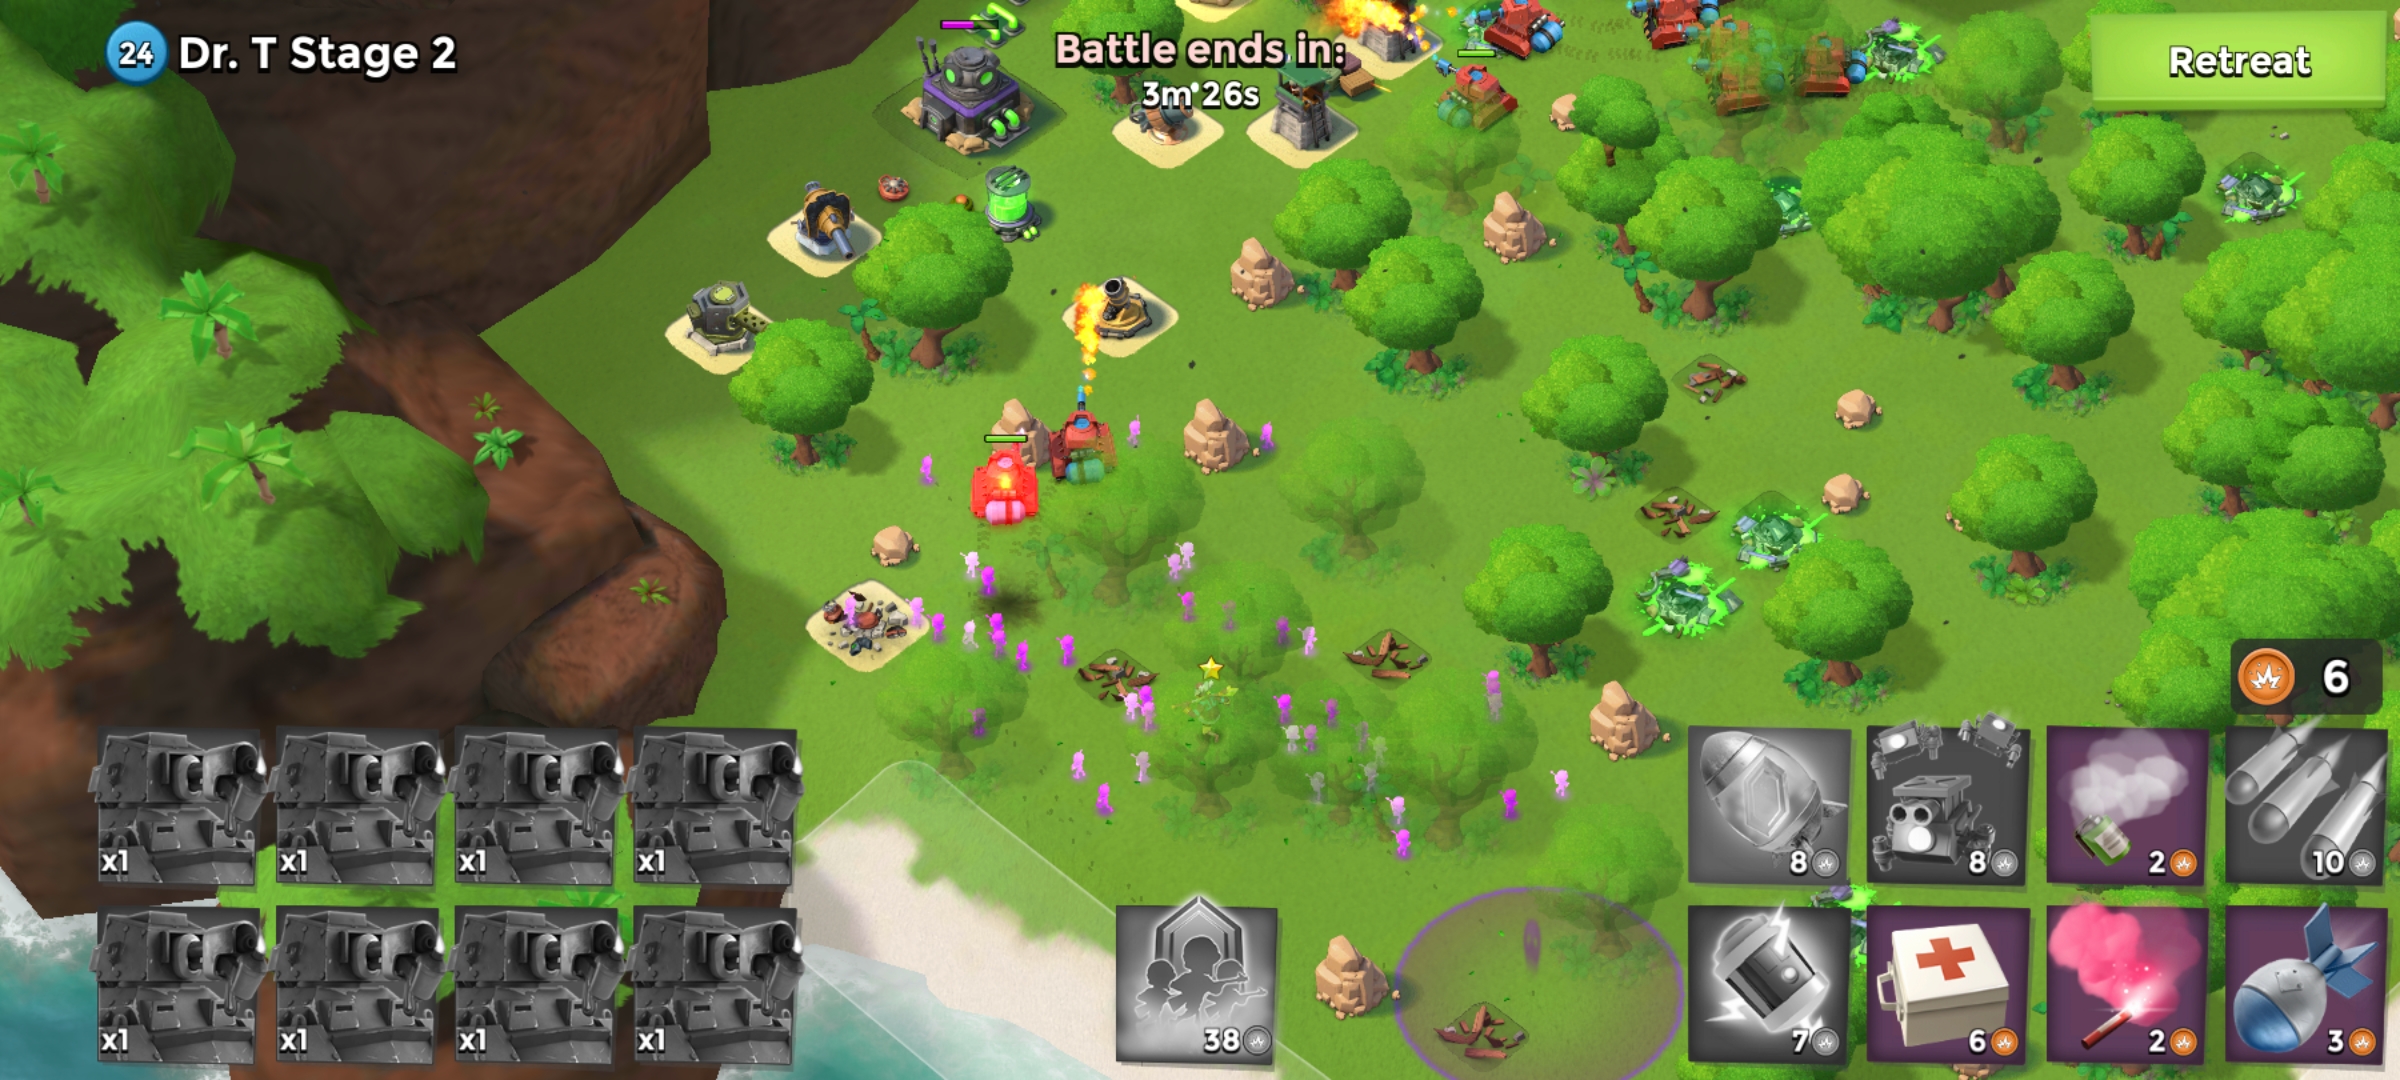 24 Dr. T Stage 2
Battle ends in:
3m 26s
Retreat
6
x1 x1 x1 x1
8 8 2 10
x1 x1 x1 x1
38
7 6 2 3